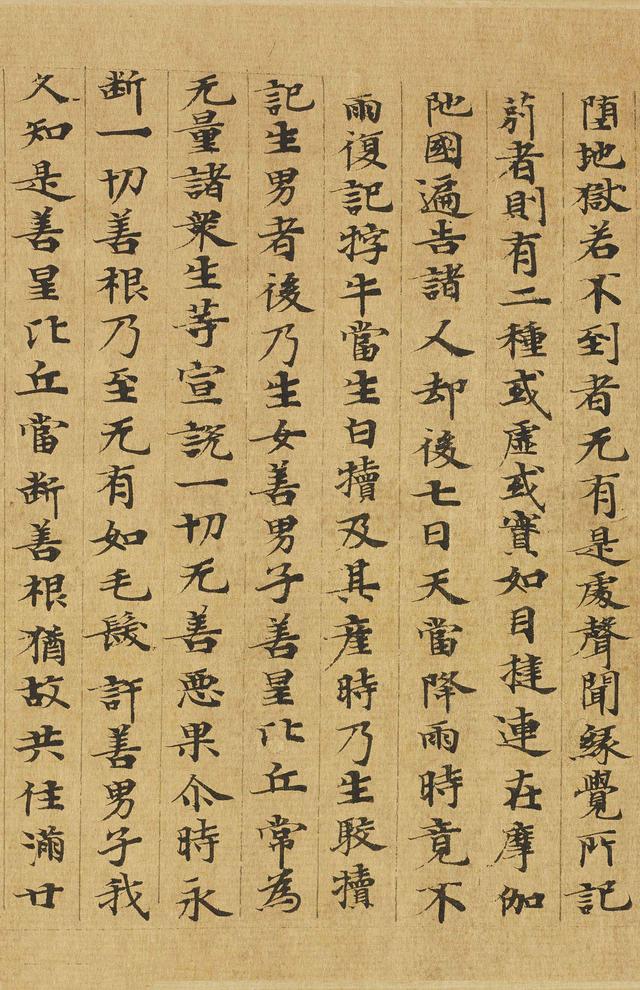 堕地獄若不到者无有是處聲聞緣覺所記
莂者則有二種或虛或實如目揵連在摩伽
陁國遍告諸人却後七日天當降雨時竟不
雨復記牸牛當生白犢及其產時乃生駮犢
記生男者後乃生女善男子善星比丘常為
无量諸衆生等宣說一切无善惡果尒時永
断一切善根乃至无有如毛髮許善男子我
久知是善星比丘當断善根猶故共住滿廿